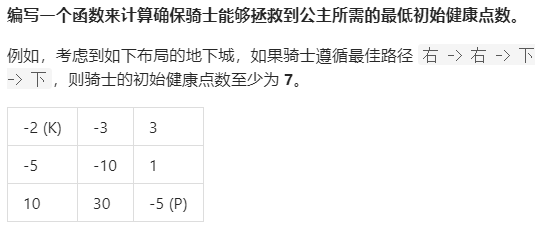 编写一个函数来计算确保骑士能够拯救到公主所需的最低初始健康点数。
例如，考虑到如下布局的地下城，如果骑士遵循最佳路径 右 -> 右 -> 下
-> 下，则骑士的初始健康点数至少为 7。
-2 (K) -3 3
-5 -10 1
10 30 -5 (P)